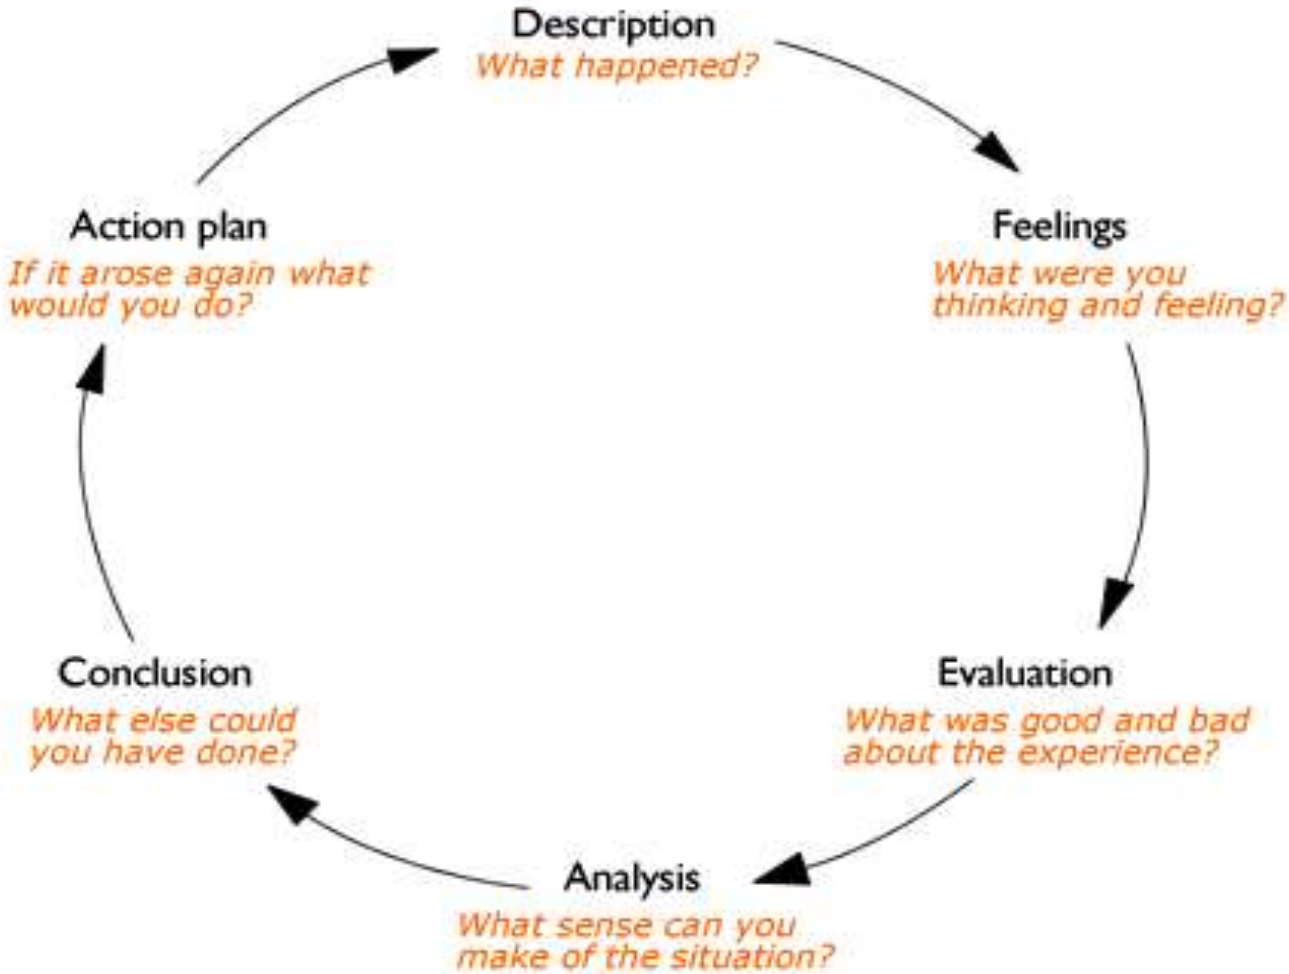 Description
What happened?
Feelings
What were you
thinking and feeling?
Evaluation
What was good and bad
about the experience?
Analysis
What sense can you
make of the situation?
Conclusion
What else could
you have done?
Action plan
If it arose again what
would you do?